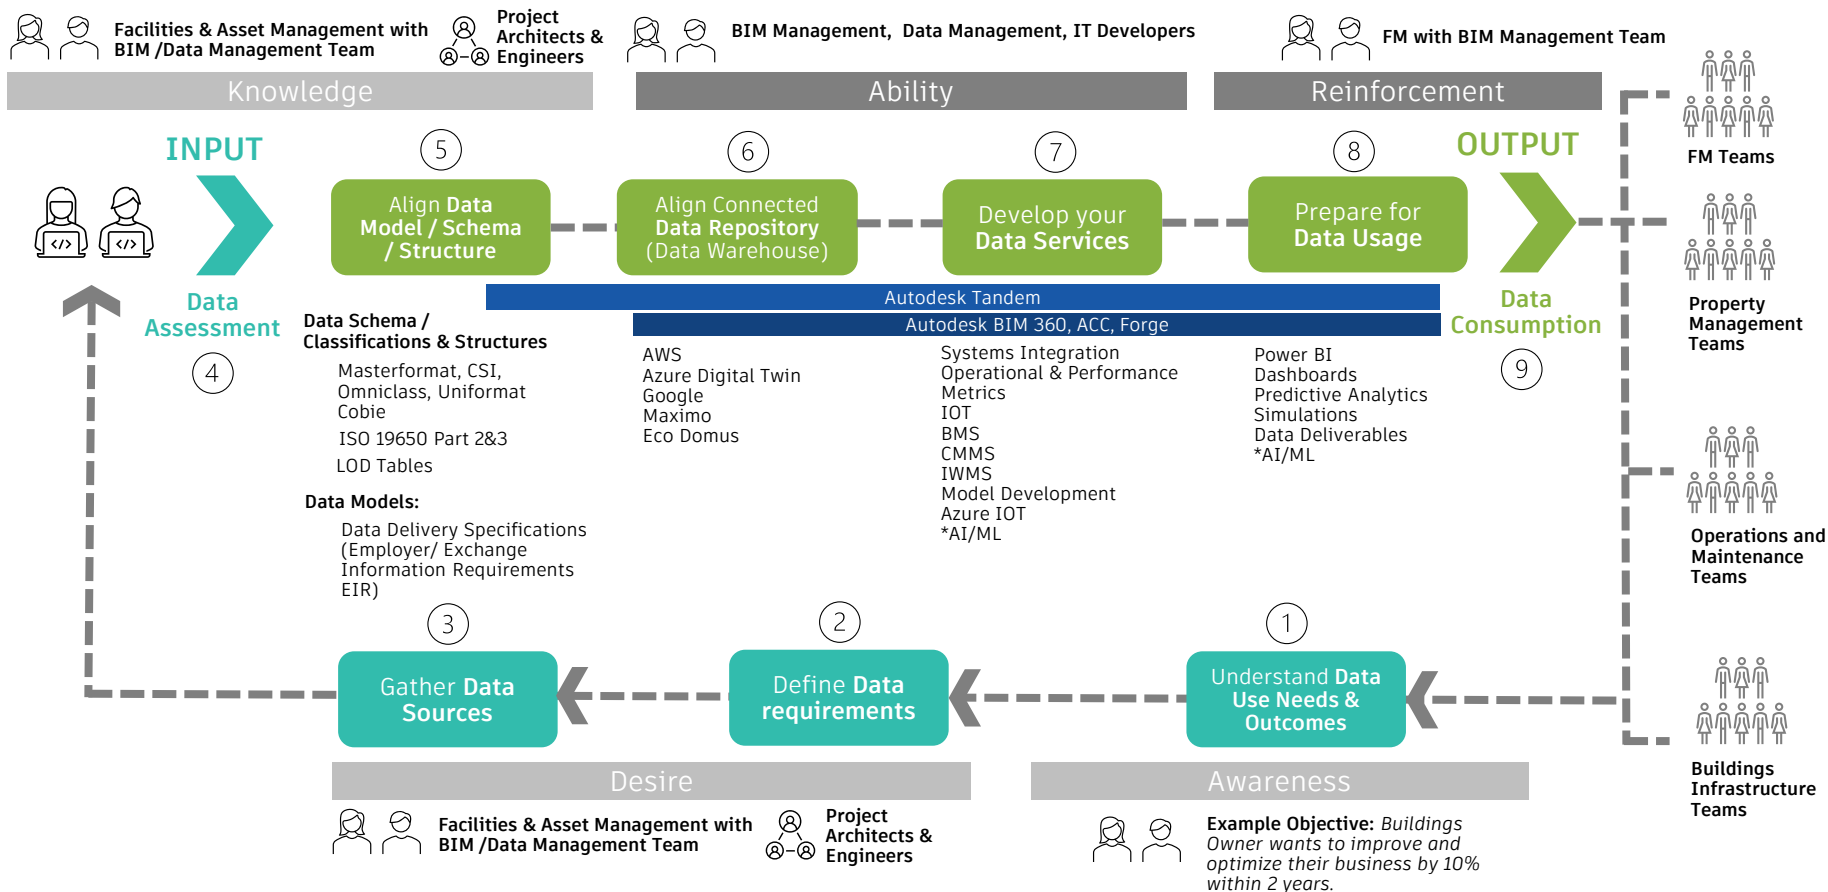 Facilities & Asset Management with
BIM /Data Management Team
Project
Architects &
Engineers
BIM Management, Data Management, IT Developers
FM with BIM Management Team
Knowledge
Ability
Reinforcement
INPUT
5
6
7
8
OUTPUT
</>
</>
Align Data
Model / Schema
/ Structure
Align Connected
Data Repository
(Data Warehouse)
Develop your
Data Services
Prepare for
Data Usage
Data
Assessment
4
Autodesk Tandem
Autodesk BIM 360, ACC, Forge
Data
Consumption
9
Data Schema /
Classifications & Structures
Masterformat, CSI,
Omniclass, Uniformat
Cobie
ISO 19650 Part 2&3
LOD Tables
Data Models:
Data Delivery Specifications
(Employer/ Exchange
Information Requirements
EIR)
AWS
Azure Digital Twin
Google
Maximo
Eco Domus
Systems Integration
Operational & Performance
Metrics
IOT
BMS
CMMS
IWMS
Model Development
Azure IOT
*AI/ML
Power BI
Dashboards
Predictive Analytics
Simulations
Data Deliverables
*AI/ML
FM Teams
Property
Management
Teams
Operations and
Maintenance
Teams
Buildings
Infrastructure
Teams
3
2
1
Gather Data
Sources
Define Data
requirements
Understand Data
Use Needs &
Outcomes
Desire
Awareness
Facilities & Asset Management with
BIM /Data Management Team
Project
Architects &
Engineers
Example Objective: Buildings
Owner wants to improve and
optimize their business by 10%
within 2 years.